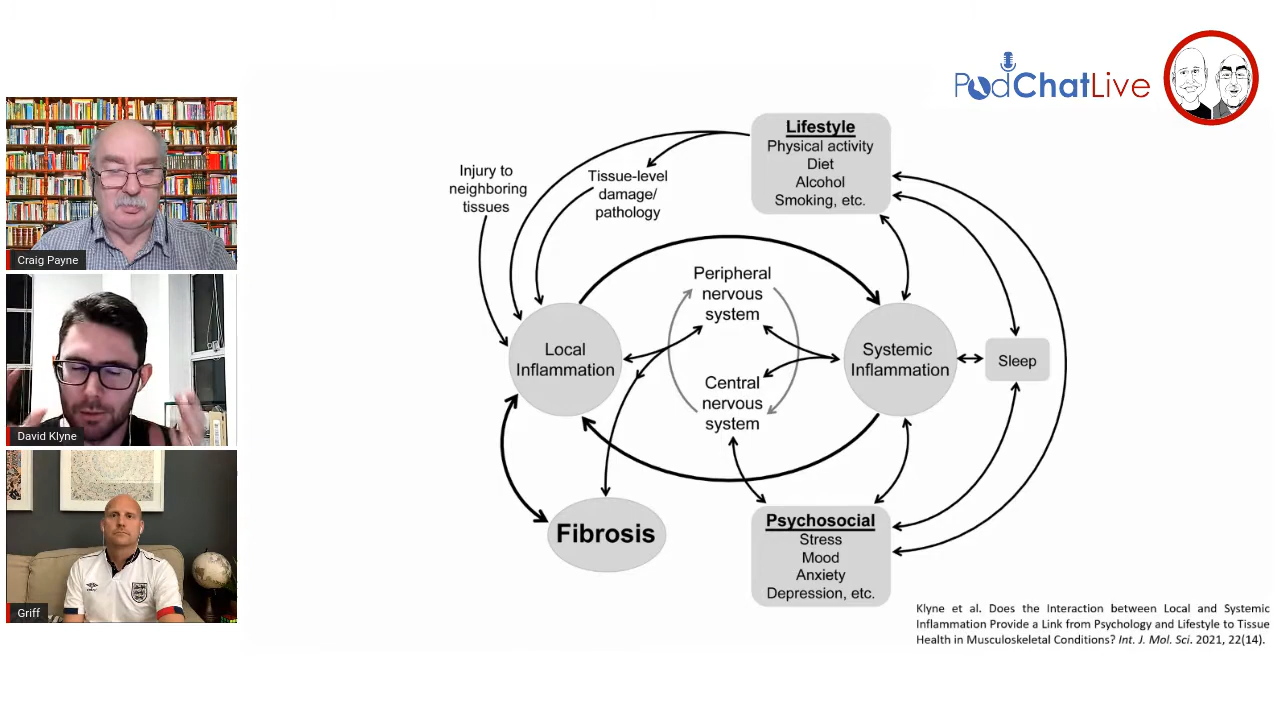 PodChatLive
Craig Payne
David Klyne
Griff
Injury to
neighboring
tissues
Tissue-level
damage/
pathology
Lifestyle
Physical activity
Diet
Alcohol
Smoking, etc.
Peripheral
nervous
system
Local
Inflammation
Central
nervous
system
Systemic
Inflammation
Sleep
Fibrosis
Psychosocial
Stress
Mood
Anxiety
Depression, etc.
Klyne et al. Does the Interaction between Local and Systemic
Inflammation Provide a Link from Psychology and Lifestyle to Tissue
Health in Musculoskeletal Conditions? Int. J. Mol. Sci. 2021, 22(14).